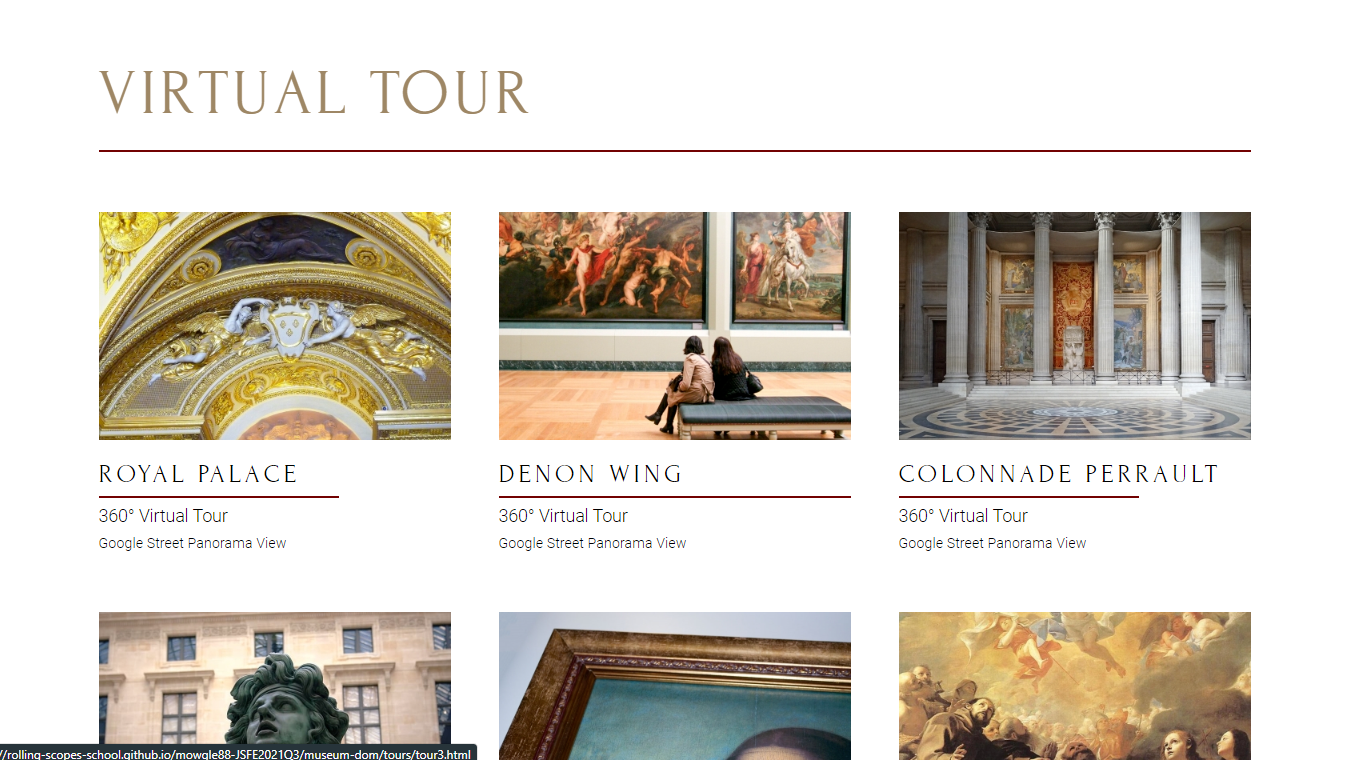 VIRTUAL TOUR
ROYAL PALACE
360° Virtual Tour
Google Street Panorama View
DENON WING
360° Virtual Tour
Google Street Panorama View
COLONNADE PERRAULT
360° Virtual Tour
Google Street Panorama View
//rolling-scopes-school.github.io/mowgle88-JSFE2021Q3/museum-dom/tours/tour3.html